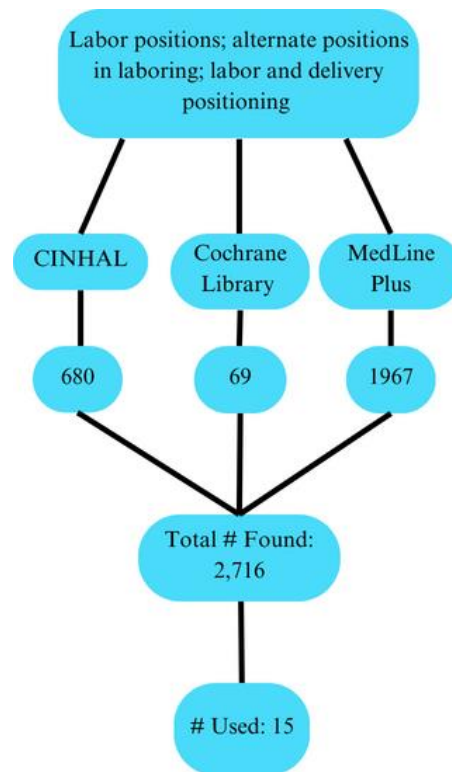 Labor positions; alternate positions
in laboring; labor and delivery
positioning
CINHAL
Cochrane
Library
MedLine
Plus
680
69
1967
Total # Found:
2,716
# Used: 15